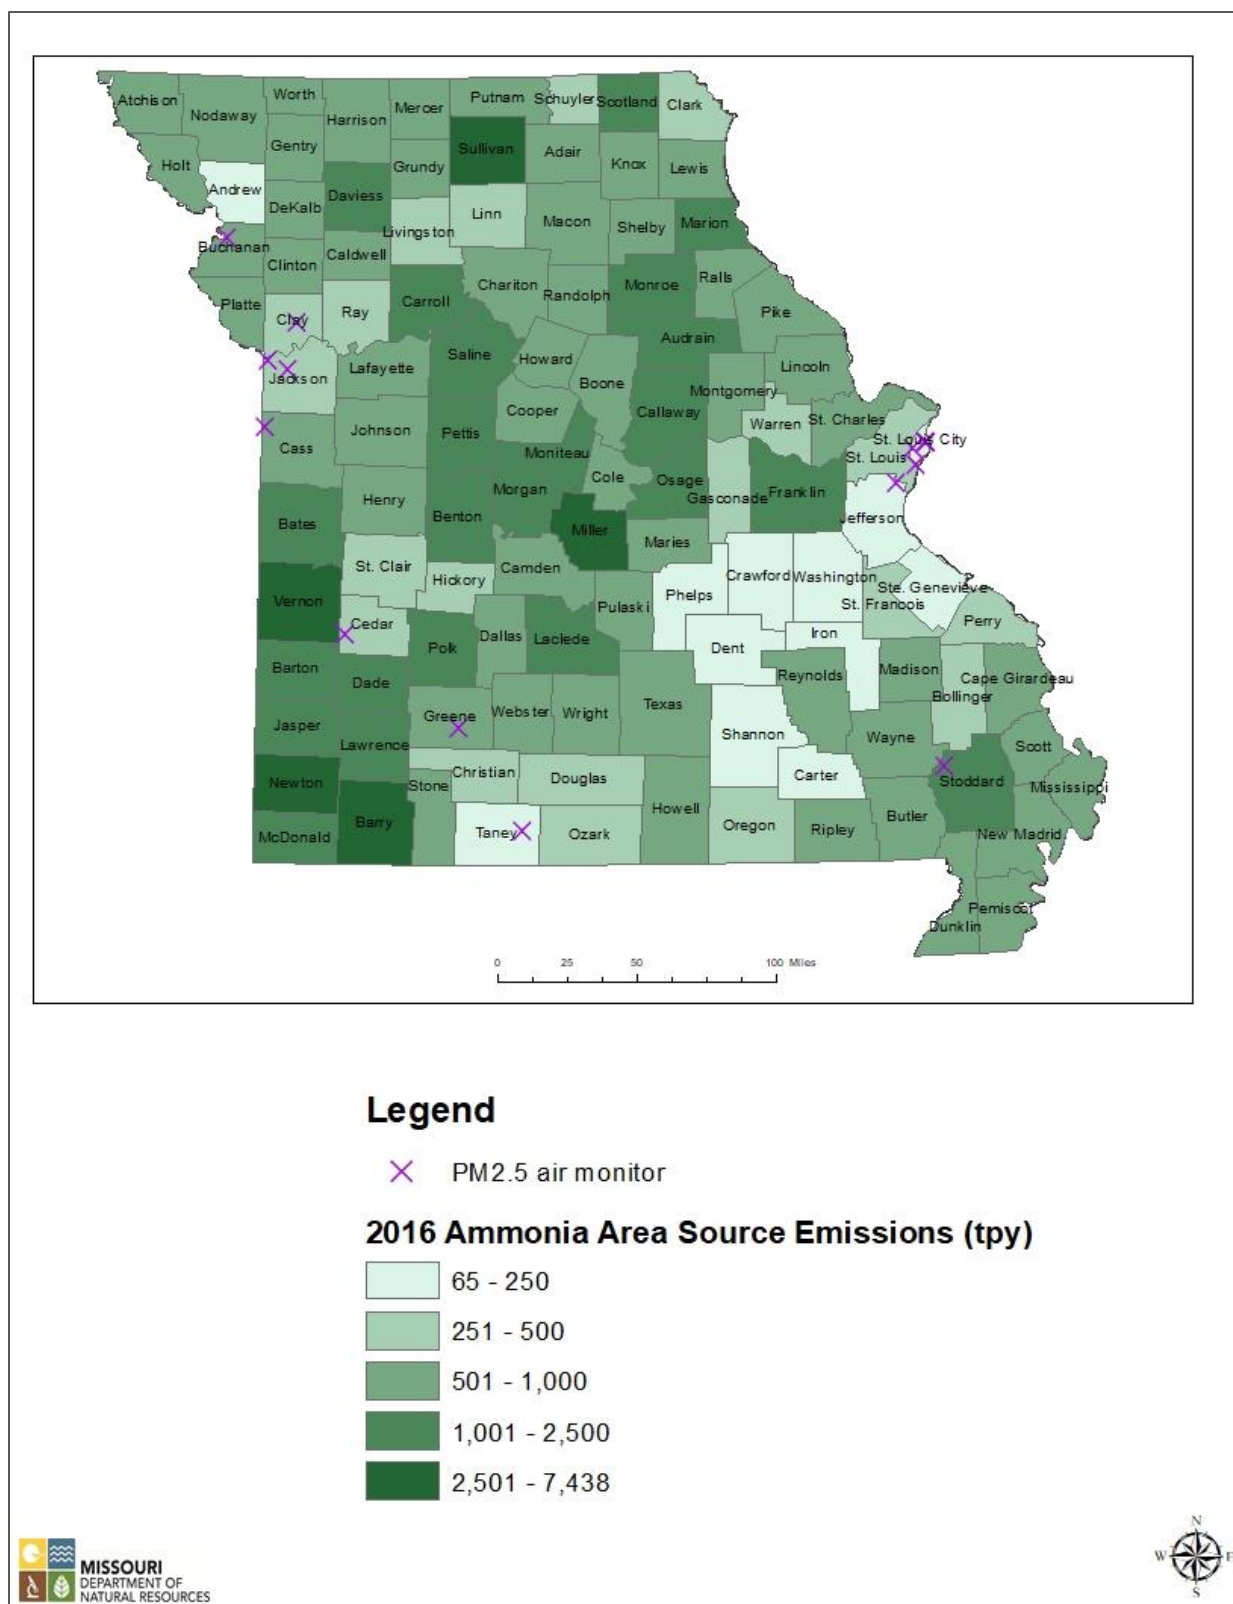 Worth
Atchison
Nodaway
Mercer
Putnam
Schuyler
Scotland
Clark
Harrison
Gentry
Holt
Grundy
Sullivan
Adair
Knox
Lewis
Andrew
Daviess
DeKalb
Livingston
Linn
Macon
Shelby
Marion
Buchanan
Clinton
Caldwell
Chariton
Randolph
Monroe
Ralls
Platte
Clay
Ray
Carroll
Pike
Audrain
Saline
Howard
Jackson
Lafayette
Boone
Lincoln
Montgomery
Cooper
Callaway
Warren
St. Charles
Johnson
Pettis
St. Louis City
Cass
Moniteau
St. Louis
Cole
Osage
Morgan
Gasconade
Franklin
Henry
Bates
Benton
Miller
Jefferson
Maries
St. Clair
Hickory
Camden
Crawford
Washington
Ste. Genevieve
Vernon
Phelps
St. Francois
Pulaski
Cedar
Perry
Iron
Dallas
Laclede
Polk
Dent
Barton
Dade
Reynolds
Madison
Cape Girardeau
Bollinger
Texas
Greene
Webster
Wright
Jasper
Lawrence
Shannon
Wayne
Scott
Newton
Christian
Douglas
Carter
Stoddard
Mississippi
Stone
Howell
Barry
McDonald
Taney
Ozark
Oregon
Ripley
Butler
New Madrid
Pemiscot
Dunklin
0 25 50 100 Miles
Legend
PM2.5 air monitor
2016 Ammonia Area Source Emissions (tpy)
65 - 250
251 - 500
501 - 1,000
1,001 - 2,500
2,501 - 7,438
MISSOURI
DEPARTMENT OF
NATURAL RESOURCES
N
W E
S